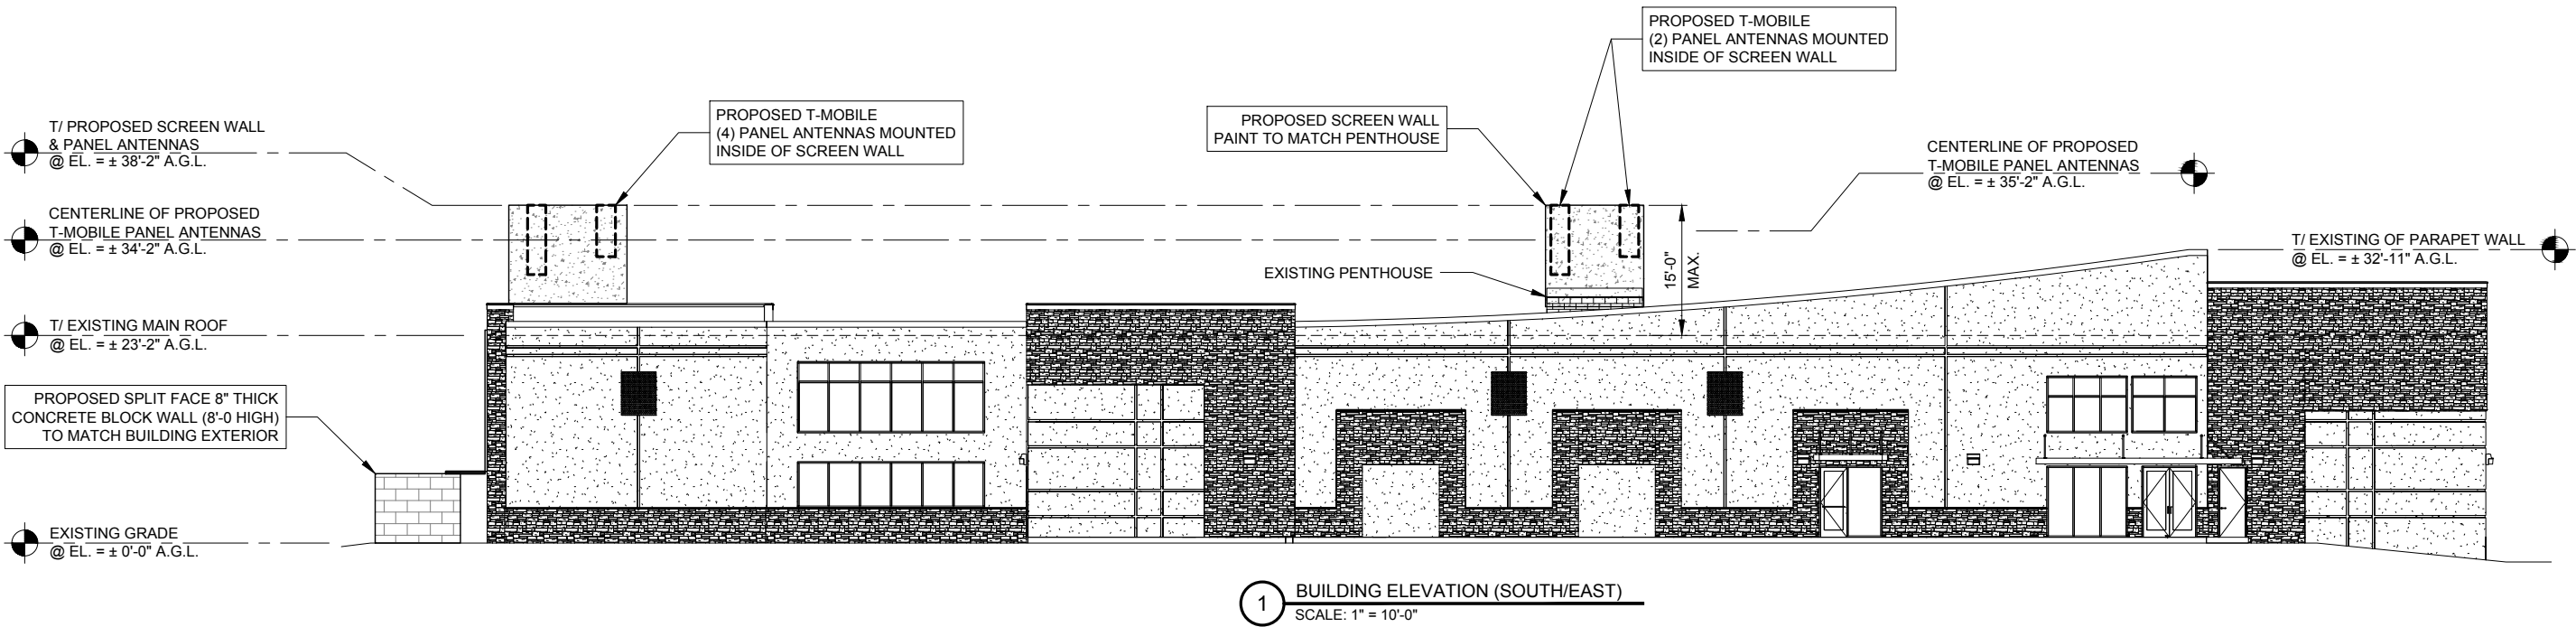 PROPOSED T-MOBILE
(2) PANEL ANTENNAS MOUNTED
INSIDE OF SCREEN WALL
PROPOSED T-MOBILE
(4) PANEL ANTENNAS MOUNTED
INSIDE OF SCREEN WALL
PROPOSED SCREEN WALL
PAINT TO MATCH PENTHOUSE
T/ PROPOSED SCREEN WALL
& PANEL ANTENNAS
@ EL. = ± 38'-2" A.G.L.
CENTERLINE OF PROPOSED
T-MOBILE PANEL ANTENNAS
@ EL. = ± 35'-2" A.G.L.
CENTERLINE OF PROPOSED
T-MOBILE PANEL ANTENNAS
@ EL. = ± 34'-2" A.G.L.
T/ EXISTING OF PARAPET WALL
@ EL. = ± 32'-11" A.G.L.
EXISTING PENTHOUSE
15'-0"
MAX.
T/ EXISTING MAIN ROOF
@ EL. = ± 23'-2" A.G.L.
PROPOSED SPLIT FACE 8" THICK
CONCRETE BLOCK WALL (8'-0 HIGH)
TO MATCH BUILDING EXTERIOR
EXISTING GRADE
@ EL. = ± 0'-0" A.G.L.
1
BUILDING ELEVATION (SOUTH/EAST)
SCALE: 1" = 10'-0"